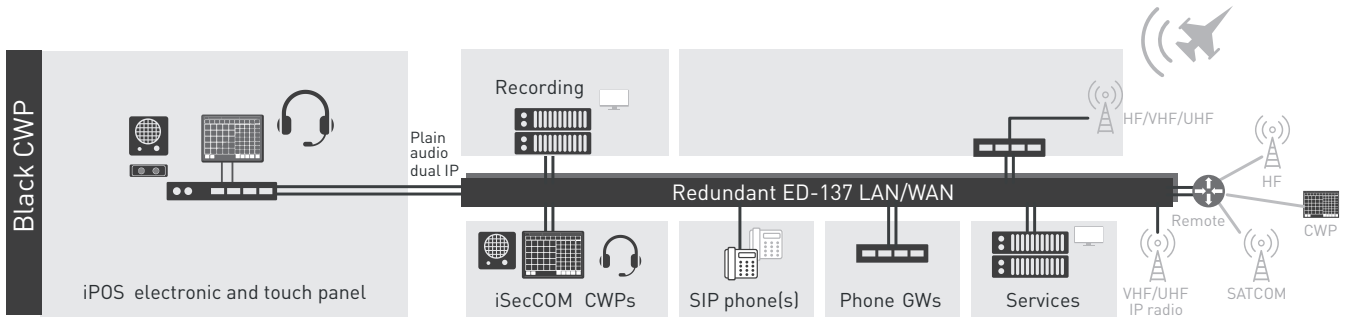 Black CWP
iPOS electronic and touch panel
Plain
audio
dual IP
Recording
Redundant ED-137 LAN/WAN
iSecCOM CWPs
SIP phone(s)
Phone GWs
Services
HF/VHF/UHF
HF
Remote
CWP
VHF/UHF
IP radio
SATCOM